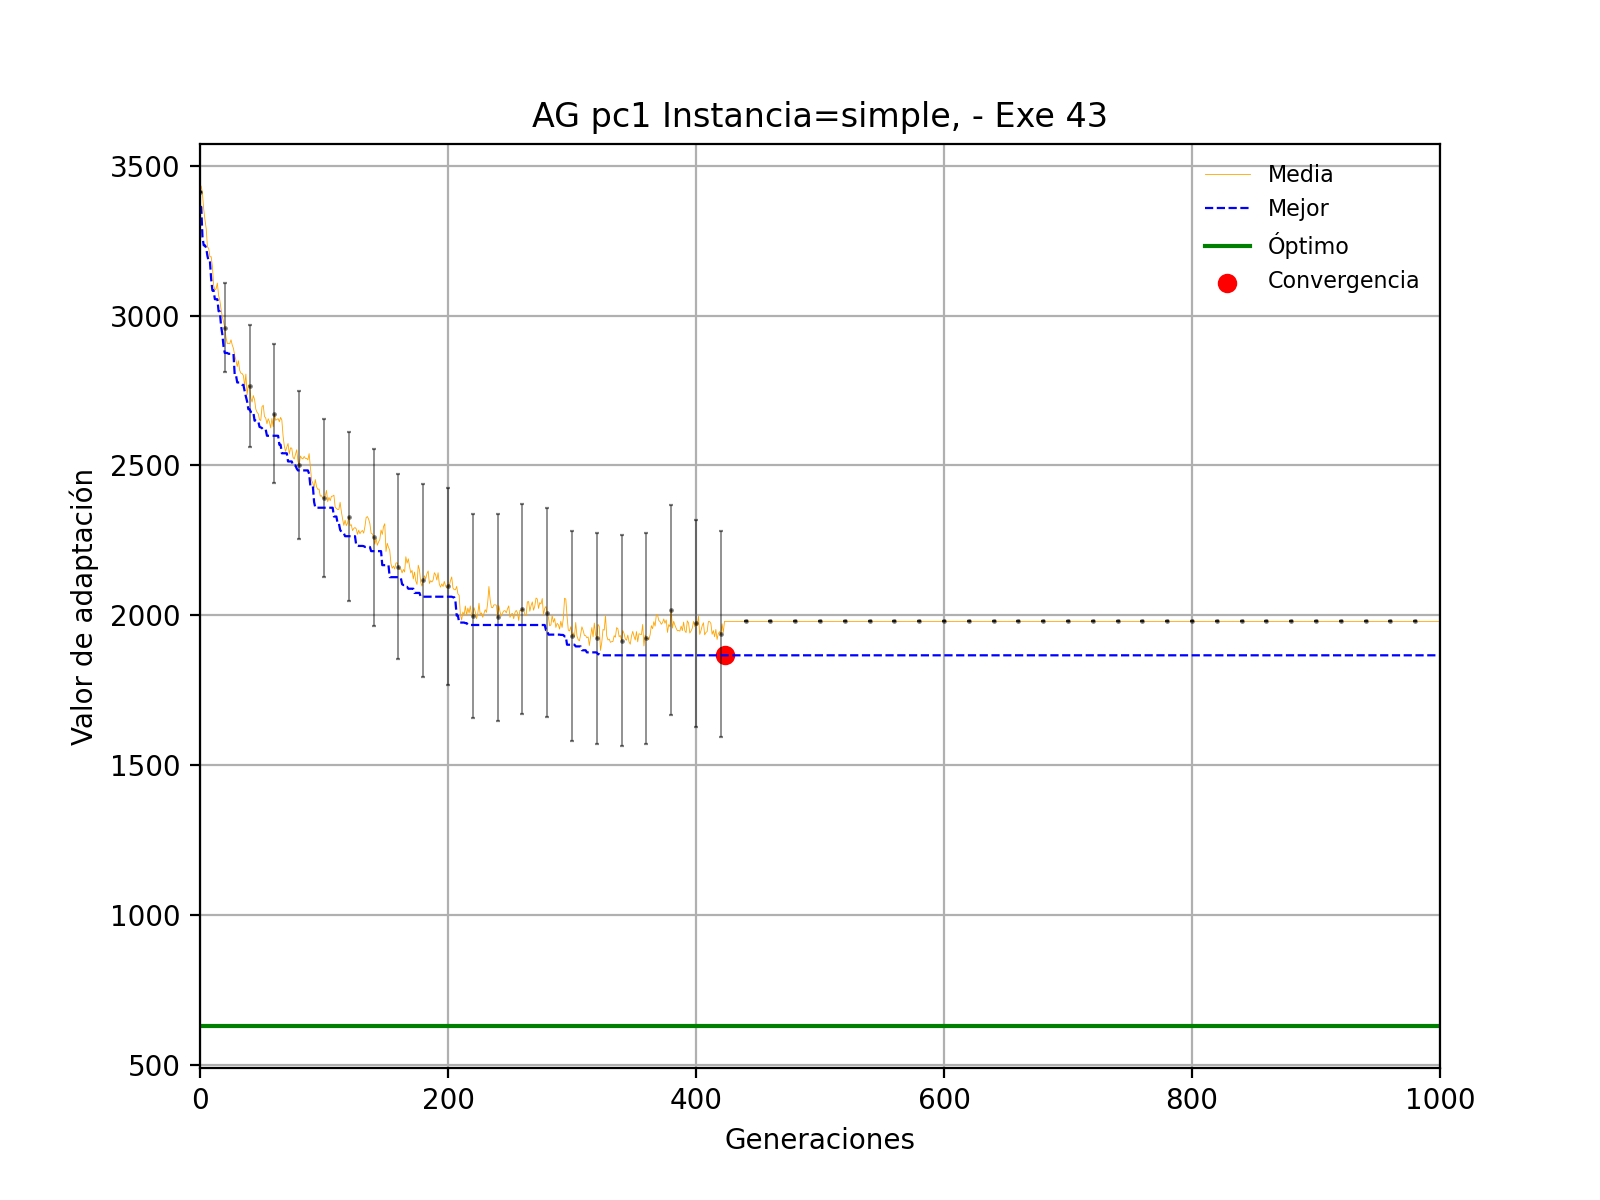 AG pc1 Instancia=simple, - Exe 43
3500
3000
2500
2000
1500
1000
500
Valor de adaptación
Media
Mejor
Óptimo
Convergencia
0 200 400 600 800 1000
Generaciones